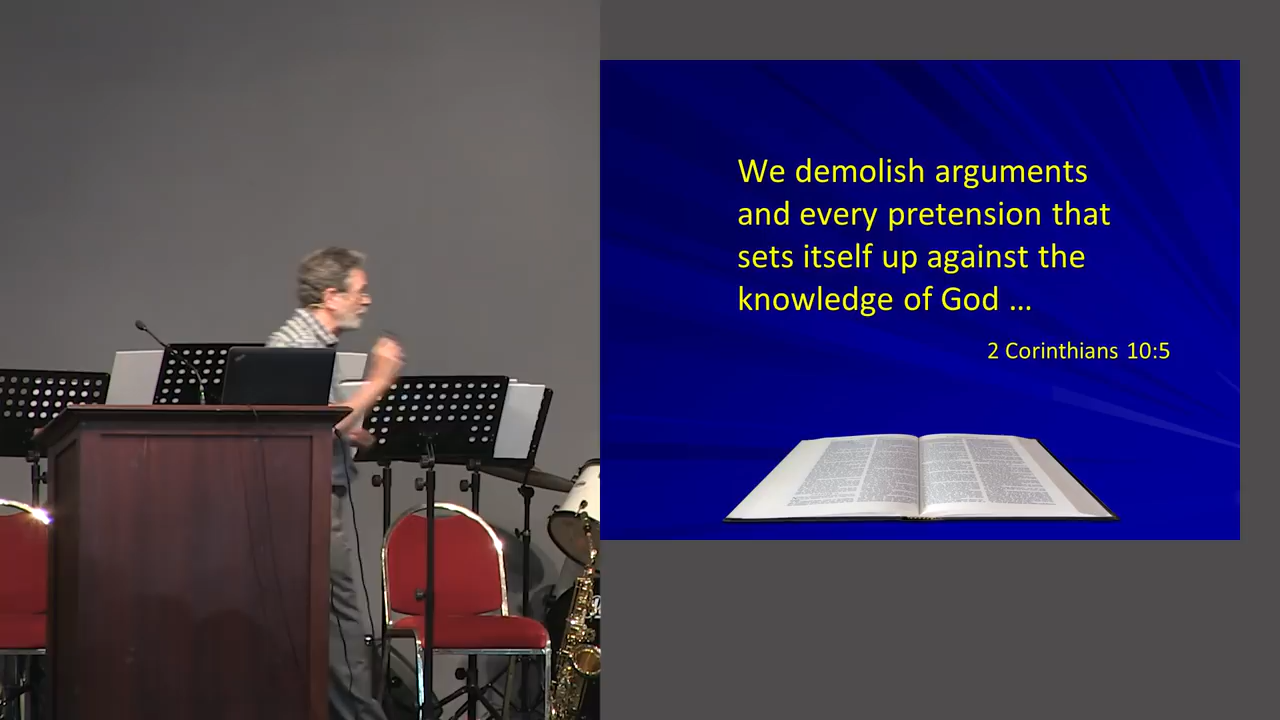 We demolish arguments
and every pretension that
sets itself up against the
knowledge of God ...
2 Corinthians 10:5